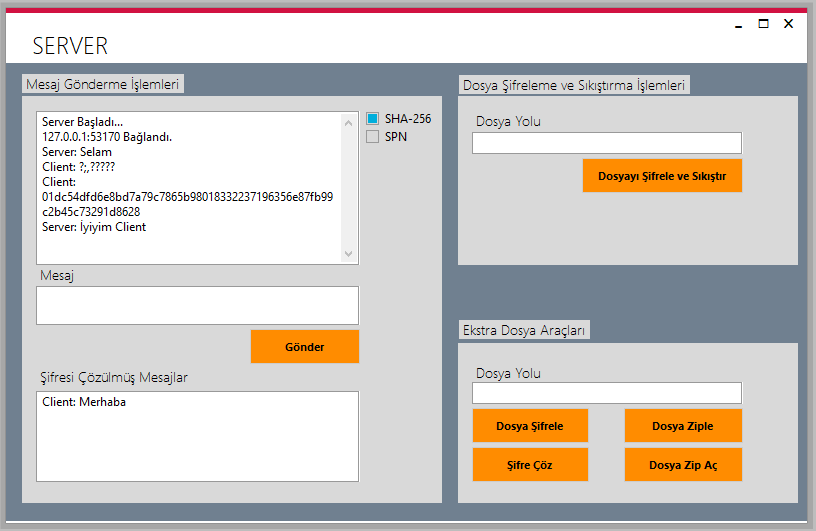 SERVER
Mesaj Gönderme İşlemleri
Server Başladı...
127.0.0.1:53170 Bağlandı.
Server: Selam
Client: ?;,?????
Client:
01dc54dfd6e8bd7a79c7865b98018332237196356e87fb99
c2b45c73291d8628
Server: İyiyim Client
SHA-256
SPN
Mesaj
Gönder
Şifresi Çözülmüş Mesajlar
Client: Merhaba
Dosya Şifreleme ve Sıkıştırma İşlemleri
Dosya Yolu
Dosyayı Şifrele ve Sıkıştır
Ekstra Dosya Araçları
Dosya Yolu
Dosya Şifrele
Dosya Ziple
Şifre Çöz
Dosya Zip Aç